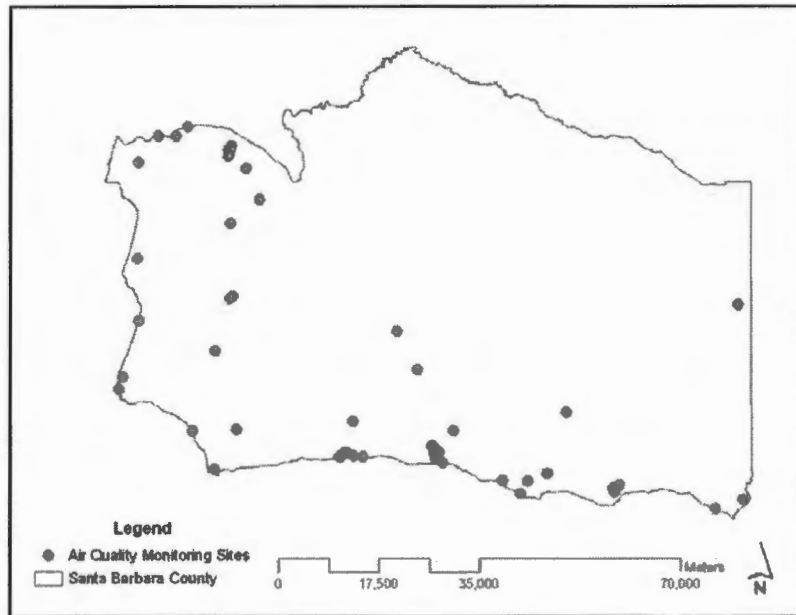 Legend
Air Quality Monitoring Sites
Santa Barbara County
Meters
0 17,500 35,000 70,000
N